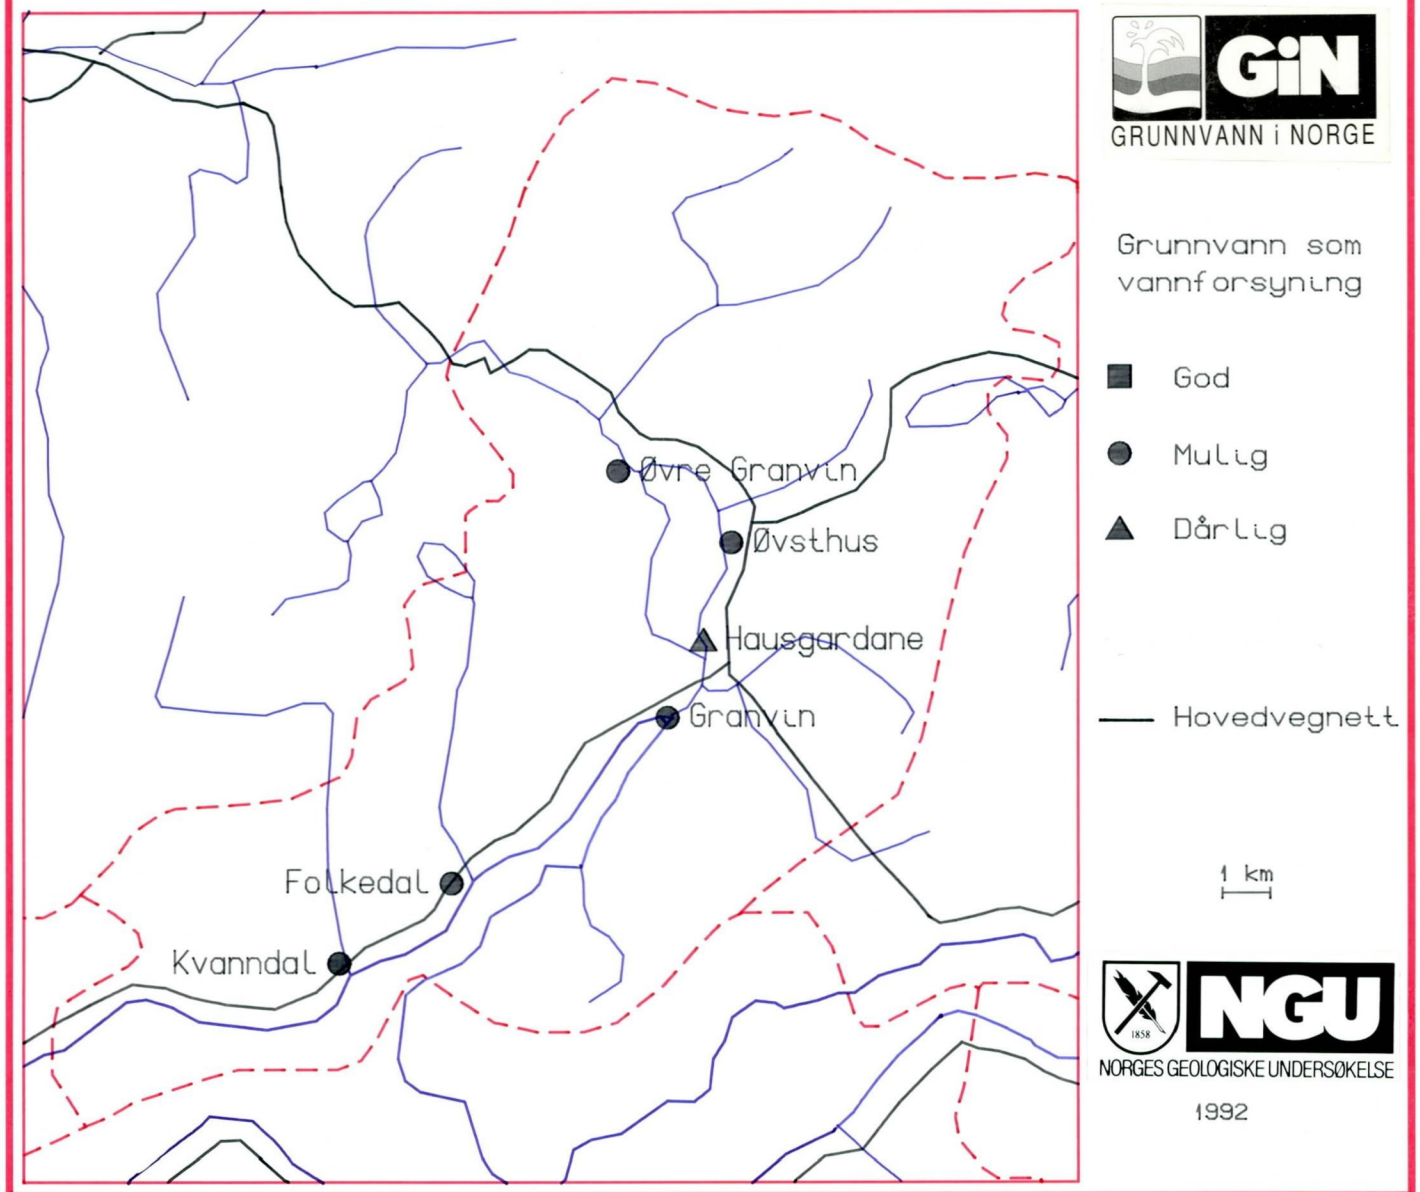 GiN
GRUNNVANN i NORGE
Grunnvann som
vannforsyning
God
Mulig
Dårlig
Hovedvegnett
1 km
Øvre Granvin
Øvsthus
Hausgardane
Granvin
Folkedal
Kvanndal
1858
NGU
NORGES GEOLOGISKE UNDERSØKELSE
1992